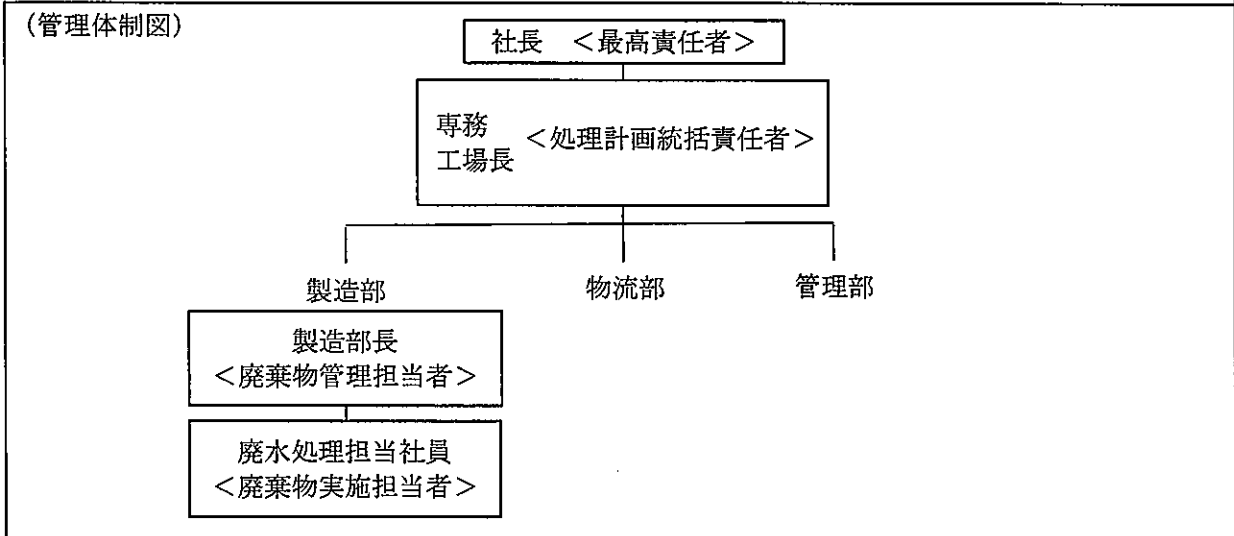 (管理体制図)
社長 <最高責任者>
専務
工場長
<処理計画統括責任者>
製造部
物流部
管理部
製造部長
<廃棄物管理担当者>
廃水処理担当社員
<廃棄物実施担当者>